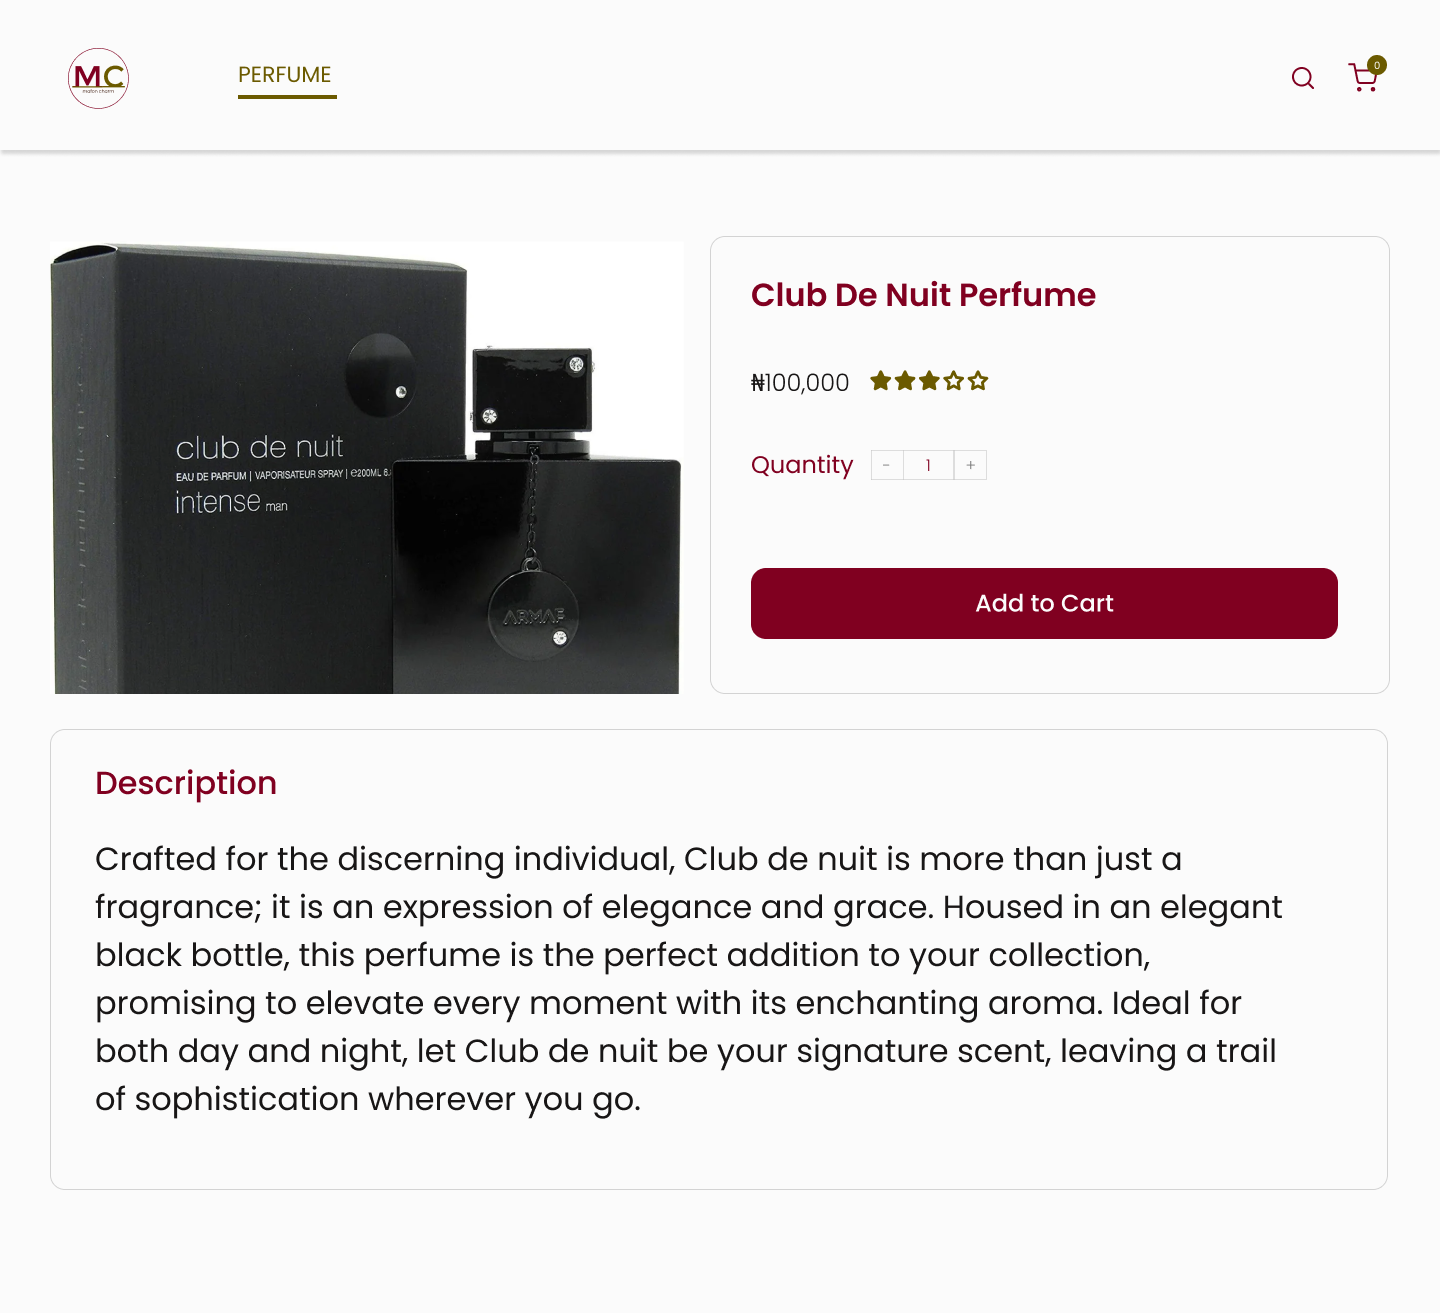 MC
PERFUME
0
Club De Nuit Perfume
₦100,000
Quantity - 1 +
Add to Cart
club de nuit
EAU DE PARFUM | VAPORISATEUR SPRAY | ℮200ML 6.
intense man
ARMAF
Description
Crafted for the discerning individual, Club de nuit is more than just a
fragrance; it is an expression of elegance and grace. Housed in an elegant
black bottle, this perfume is the perfect addition to your collection,
promising to elevate every moment with its enchanting aroma. Ideal for
both day and night, let Club de nuit be your signature scent, leaving a trail
of sophistication wherever you go.